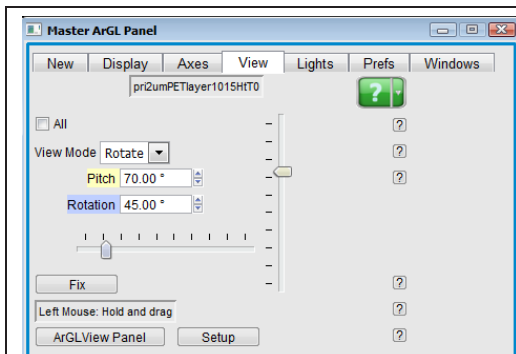 Master ArGL Panel
New Display Axes View Lights Prefs Windows
pri2umPETlayer1015HtT0
?
All ?
View Mode Rotate ?
Pitch 70.00 ° ?
Rotation 45.00 °
Fix ?
Left Mouse: Hold and drag ?
ArGLView Panel Setup ?